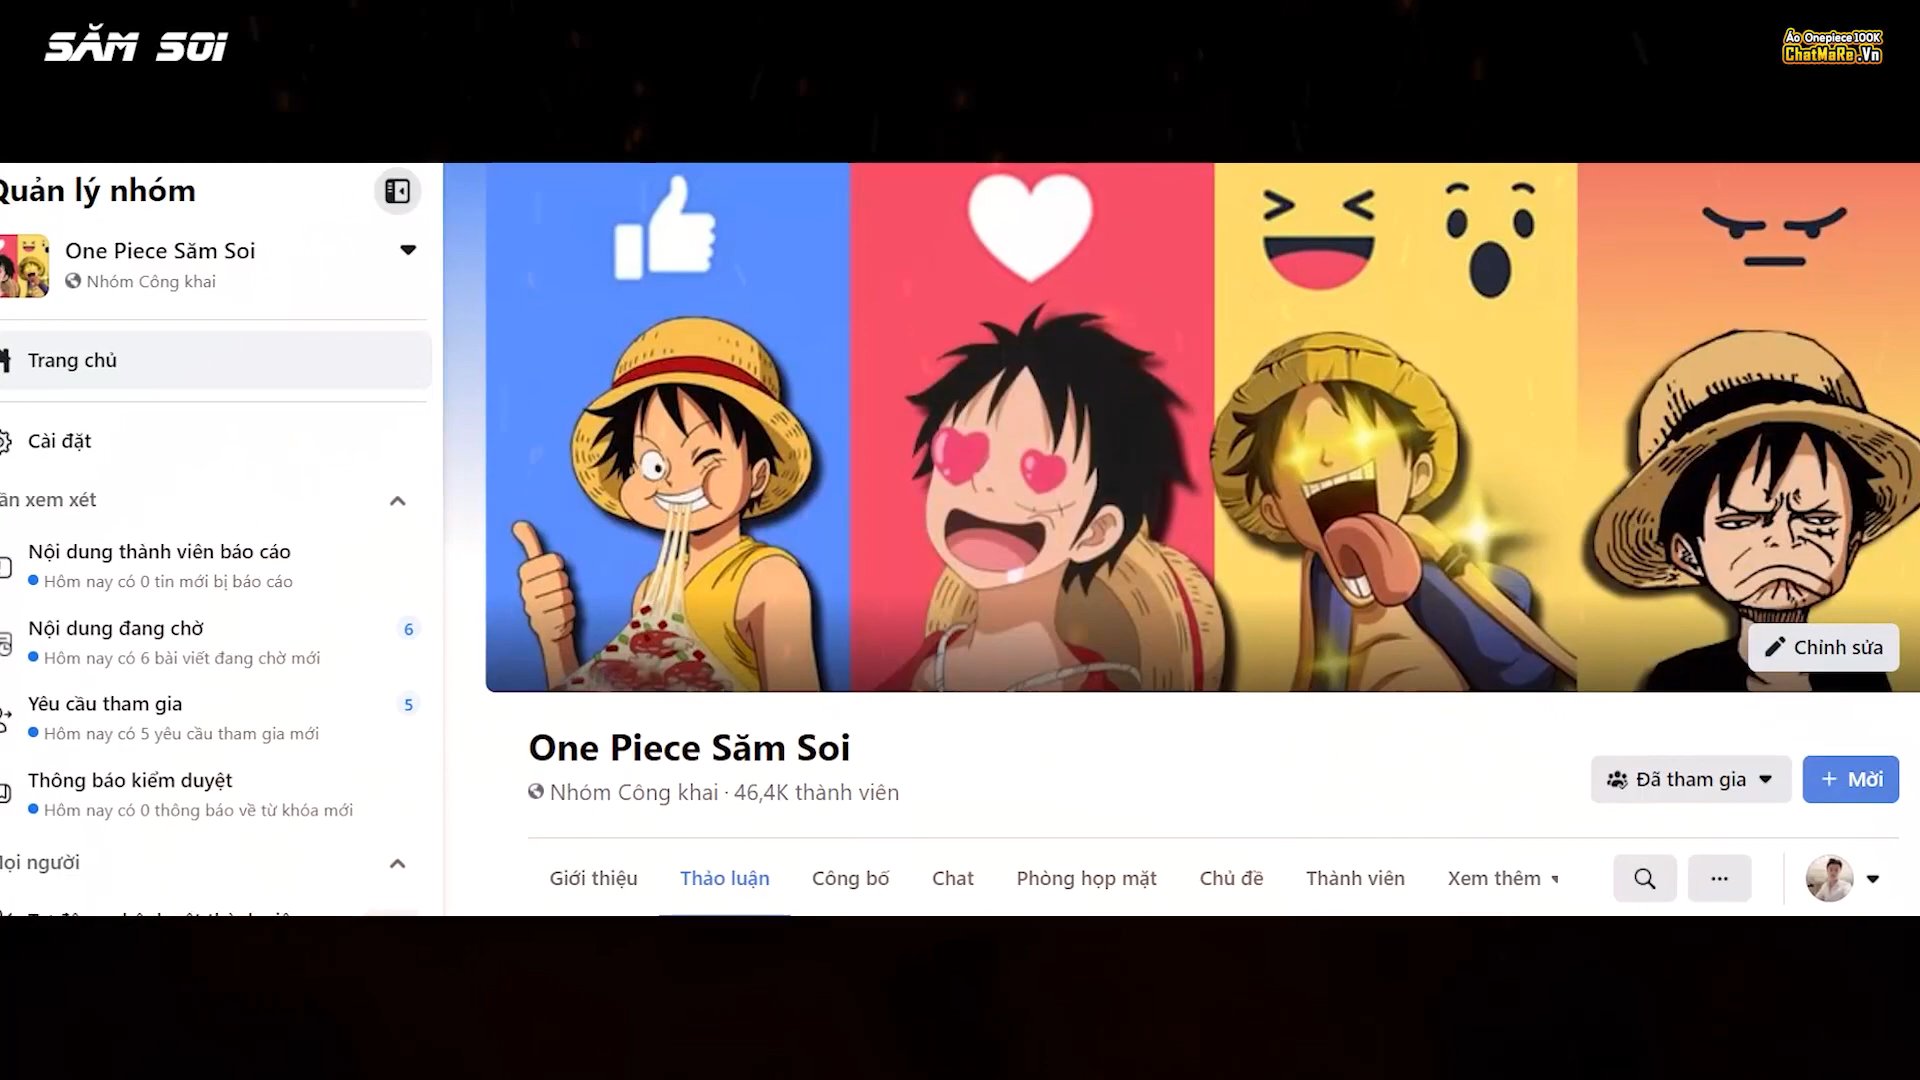 SĂM SOI
Áo Onepiece 100K
ChatMaRe.Vn
Quản lý nhóm
One Piece Săm Soi
Nhóm Công khai
Trang chủ
Cài đặt
xem xét
Nội dung thành viên báo cáo
Hôm nay có 0 tin mới bị báo cáo
Nội dung đang chờ
6
Hôm nay có 6 bài viết đang chờ mới
Yêu cầu tham gia
5
Hôm nay có 5 yêu cầu tham gia mới
Thông báo kiểm duyệt
Hôm nay có 0 thông báo về từ khóa mới
người
Chỉnh sửa
One Piece Săm Soi
Nhóm Công khai · 46,4K thành viên
Đã tham gia
+ Mời
Giới thiệu
Thảo luận
Công bố
Chat
Phòng họp mặt
Chủ đề
Thành viên
Xem thêm